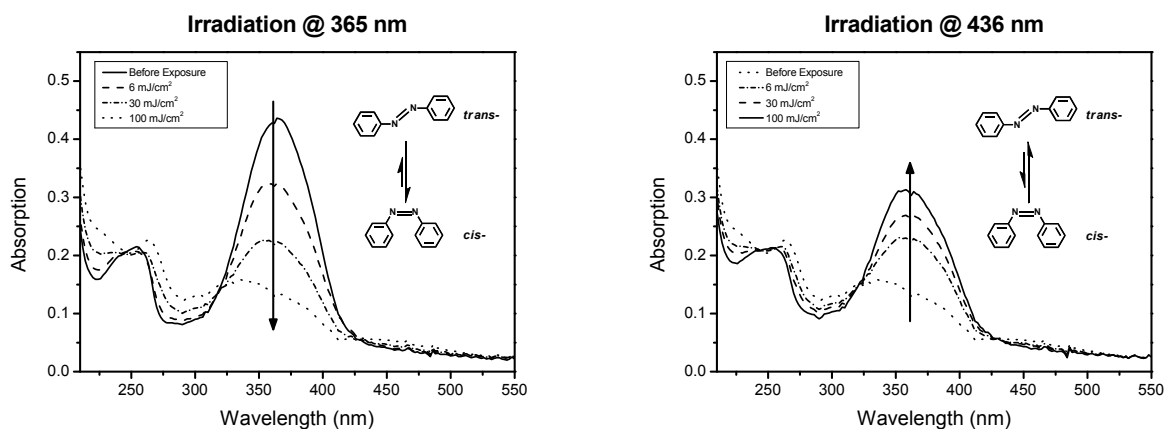 Irradiation @ 365 nm
0.5
0.4
0.3
0.2
0.1
0.0
Absorption
Before Exposure
6 mJ/cm²
30 mJ/cm²
100 mJ/cm²
N
N
trans-
N
N
cis-
250
300
350
400
450
500
550
Wavelength (nm)
Irradiation @ 436 nm
0.5
0.4
0.3
0.2
0.1
0.0
Absorption
Before Exposure
6 mJ/cm²
30 mJ/cm²
100 mJ/cm²
N
N
trans-
N
N
cis-
250
300
350
400
450
500
550
Wavelength (nm)